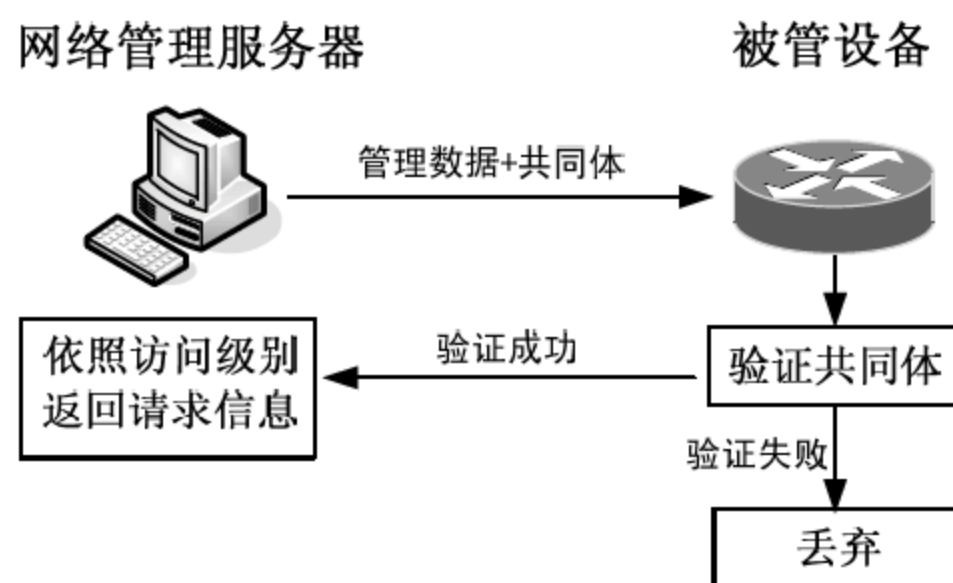 网络管理服务器
被管设备
管理数据+共同体
依照访问级别
返回请求信息
验证成功
验证共同体
验证失败
丢弃